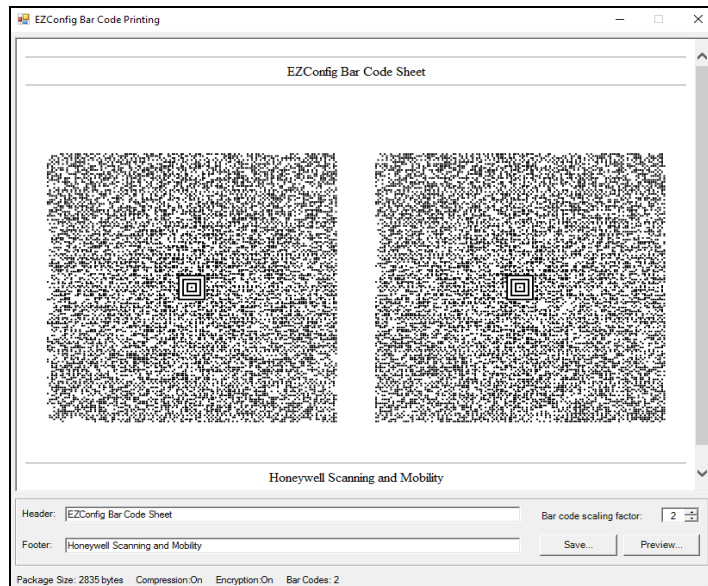 EZConfig Bar Code Printing
EZConfig Bar Code Sheet
Honeywell Scanning and Mobility
Header: EZConfig Bar Code Sheet Bar code scaling factor: 2
Footer: Honeywell Scanning and Mobility Save... Preview...
Package Size: 2835 bytes Compression:On Encryption:On Bar Codes: 2